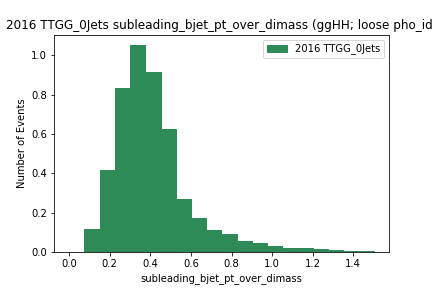 2016 TTGG_0Jets subleading_bjet_pt_over_dimass (ggHH; loose pho_id
2016 TTGG_0Jets
Number of Events
1.0
0.8
0.6
0.4
0.2
0.0
0.0 0.2 0.4 0.6 0.8 1.0 1.2 1.4
subleading_bjet_pt_over_dimass